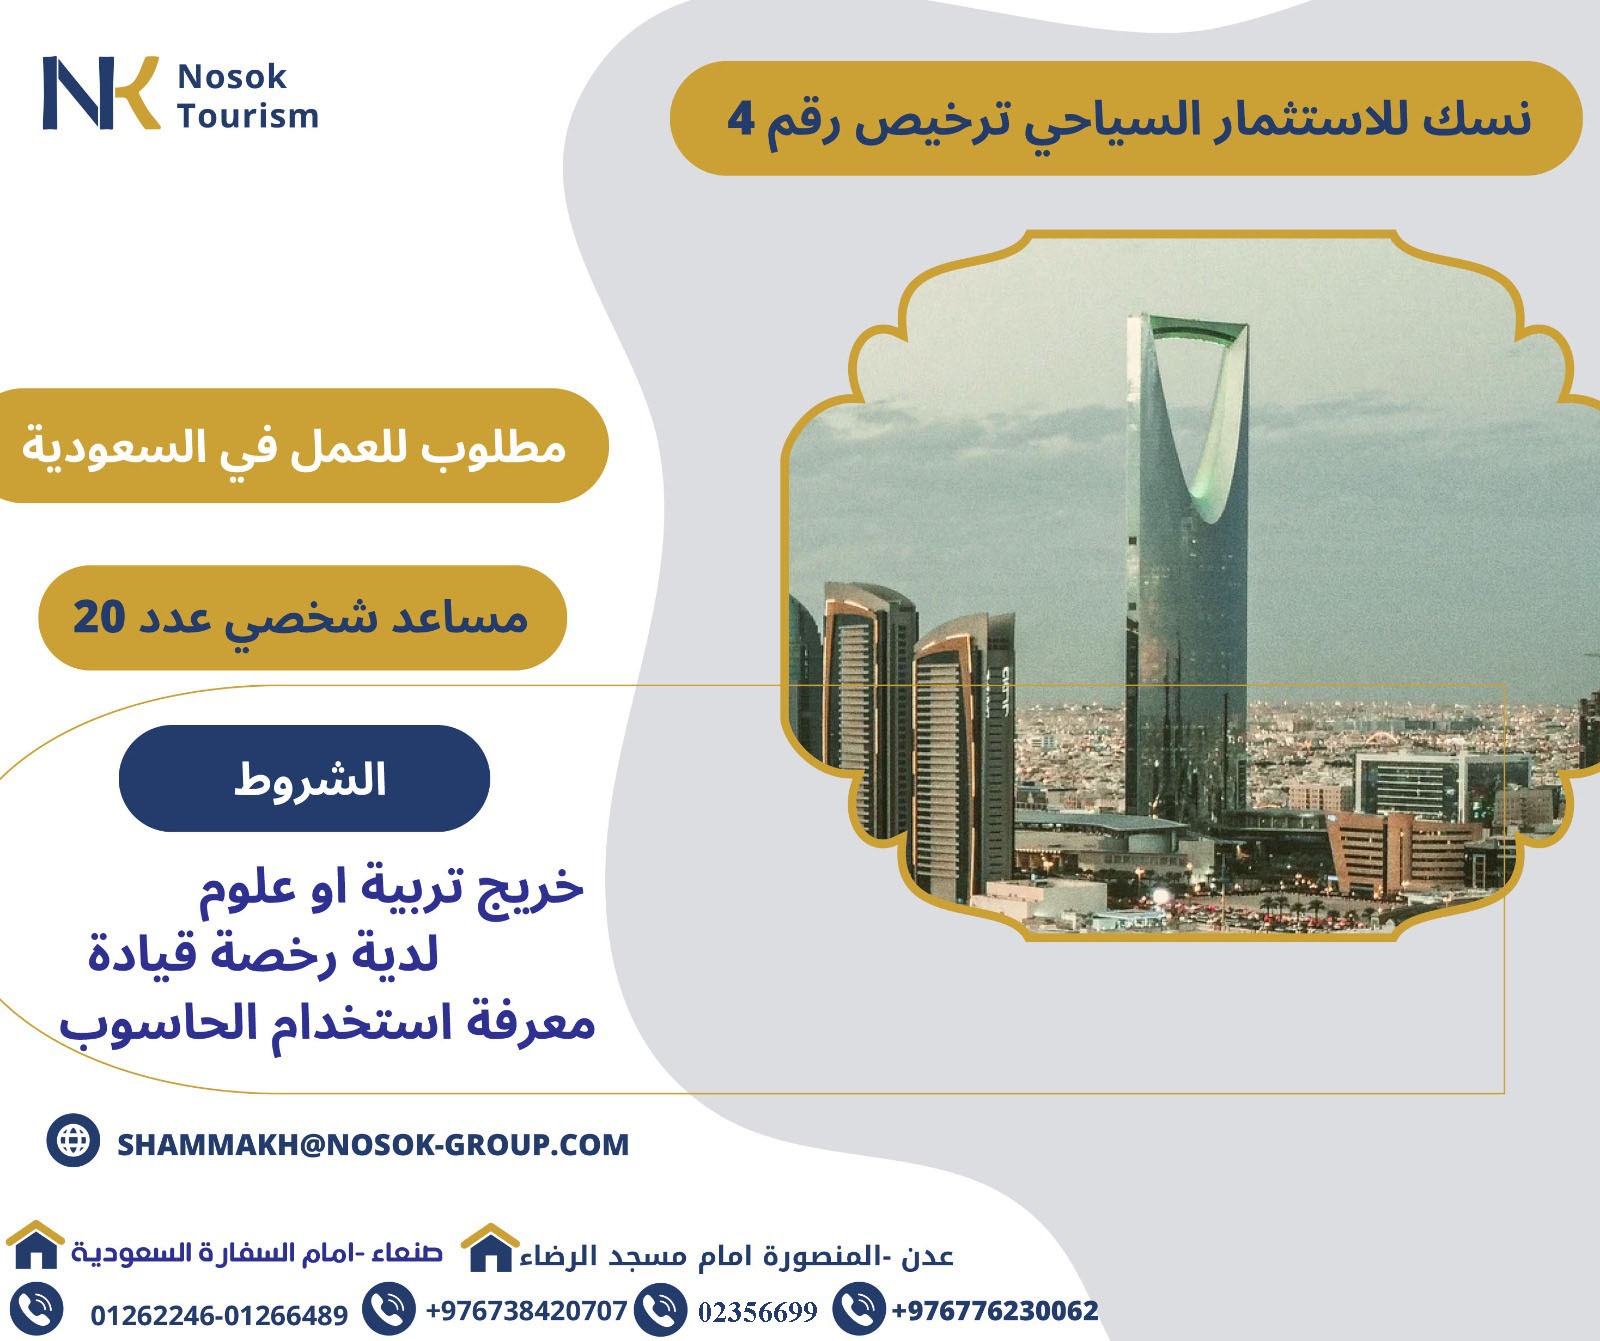 Nosok
Tourism
نسك للاستثمار السياحي ترخيص رقم 4
مطلوب للعمل في السعودية
مساعد شخصي عدد 20
الشروط
خريج تربية او علوم
لدية رخصة قيادة
معرفة استخدام الحاسوب
SHAMMAKH@NOSOK-GROUP.COM
عدن -المنصورة امام مسجد الرضاء
صنعاء -امام السفارة السعودية
01262246-01266489
+976738420707
02356699
+976776230062